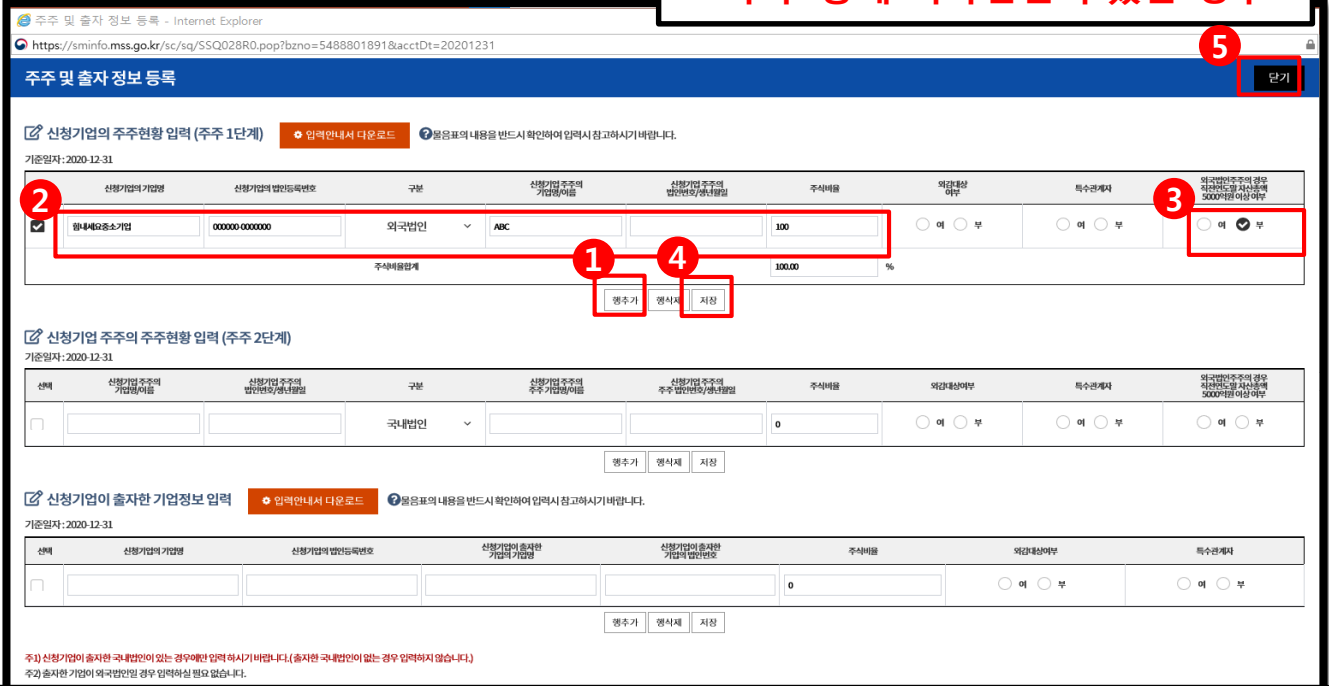 주주 및 출자 정보 등록 - Internet Explorer
https://sminfo.mss.go.kr/sc/sq/SSQ028R0.pop?bzno=5488801891&acctDt=20201231
5
주주 및 출자 정보 등록
닫기
신청기업의 주주현황 입력 (주주 1단계)
입력안내서 다운로드
물음표의 내용을 반드시 확인하여 입력시 참고하시기 바랍니다.
기준일자 : 2020-12-31
신청기업의 기업명
신청기업의 법인등록번호
구분
신청기업 주주의 기업명/이름
신청기업 주주의 법인번호/생년월일
주식비율
외감대상 여부
특수관계자
외국법인주주의 경우 직전연도말 자산총액 5000억원 이상 여부
2
3
힘내세요중소기업
000000-0000000
외국법인
ABC
100
여 부
여 부
여 부
주식비율합계
100.00
%
1
4
행추가
행삭제
저장
신청기업 주주의 주주현황 입력 (주주 2단계)
기준일자 : 2020-12-31
선택
신청기업 주주의 기업명/이름
신청기업 주주의 법인번호/생년월일
구분
신청기업 주주의 주주 기업명/이름
신청기업 주주의 주주 법인번호/생년월일
주식비율
외감대상여부
특수관계자
외국법인주주의 경우 직전연도말 자산총액 5000억원 이상 여부
국내법인
0
여 부
여 부
여 부
행추가
행삭제
저장
신청기업이 출자한 기업정보 입력
입력안내서 다운로드
물음표의 내용을 반드시 확인하여 입력시 참고하시기 바랍니다.
기준일자 : 2020-12-31
선택
신청기업의 기업명
신청기업의 법인등록번호
신청기업이 출자한 기업의 기업명
신청기업이 출자한 기업의 법인번호
주식비율
외감대상여부
특수관계자
0
여 부
여 부
행추가
행삭제
저장
주1) 신청기업이 출자한 국내법인이 있는 경우에만 입력 하시기 바랍니다.( 출자한 국내법인이 없는 경우 입력하지 않습니다.)
주2) 출자한 기업이 외국법인일 경우 입력하실 필요 없습니다.